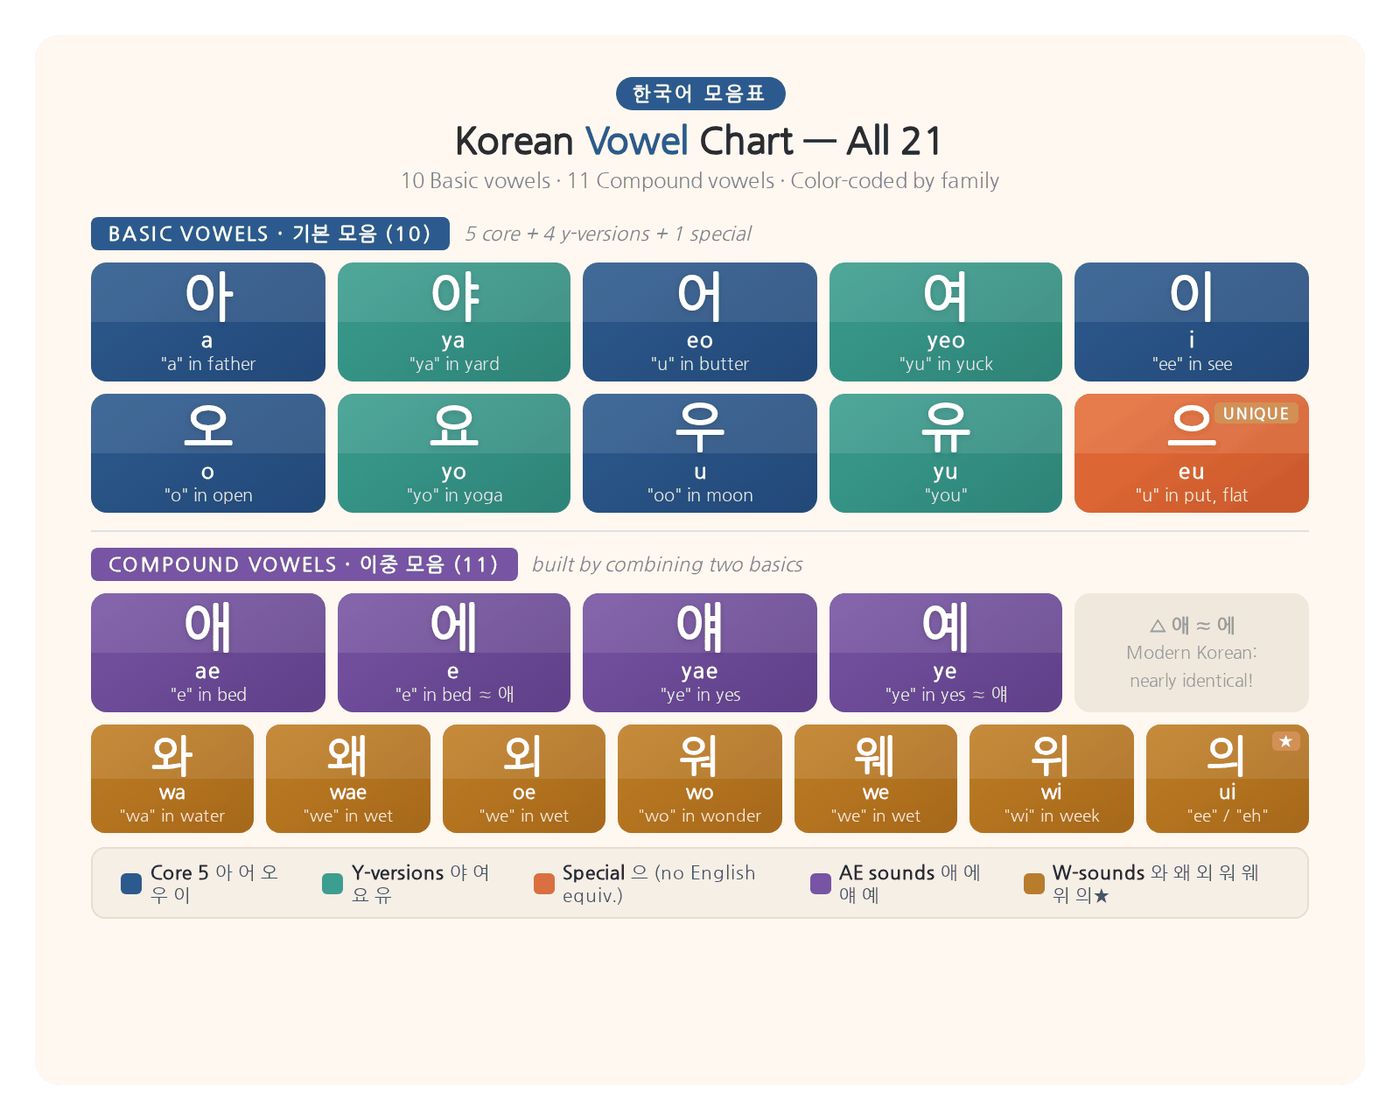 한국어 모음표
Korean Vowel Chart — All 21
10 Basic vowels · 11 Compound vowels · Color-coded by family
BASIC VOWELS · 기본 모음 (10) 5 core + 4 y-versions + 1 special
아 야 어 여 이
a ya eo yeo i
"a" in father "ya" in yard "u" in butter "yu" in yuck "ee" in see
오 요 우 유 으 UNIQUE
o yo u yu eu
"o" in open "yo" in yoga "oo" in moon "you" "u" in put, flat
COMPOUND VOWELS · 이중 모음 (11) built by combining two basics
애 에 얘 예 △ 애 ≈ 에
ae e yae ye Modern Korean:
"e" in bed "e" in bed ≈ 애 "ye" in yes "ye" in yes ≈ 얘 nearly identical!
와 왜 외 워 웨 위 의 ★
wa wae oe wo we wi ui
"wa" in water "we" in wet "we" in wet "wo" in wonder "we" in wet "wi" in week "ee" / "eh"
Core 5 아 어 오 Y-versions 야 여 Special 으 (no English AE sounds 애 에 W-sounds 와 왜 외 워 웨
우 이 요 유 equiv.) 얘 예 위 의★